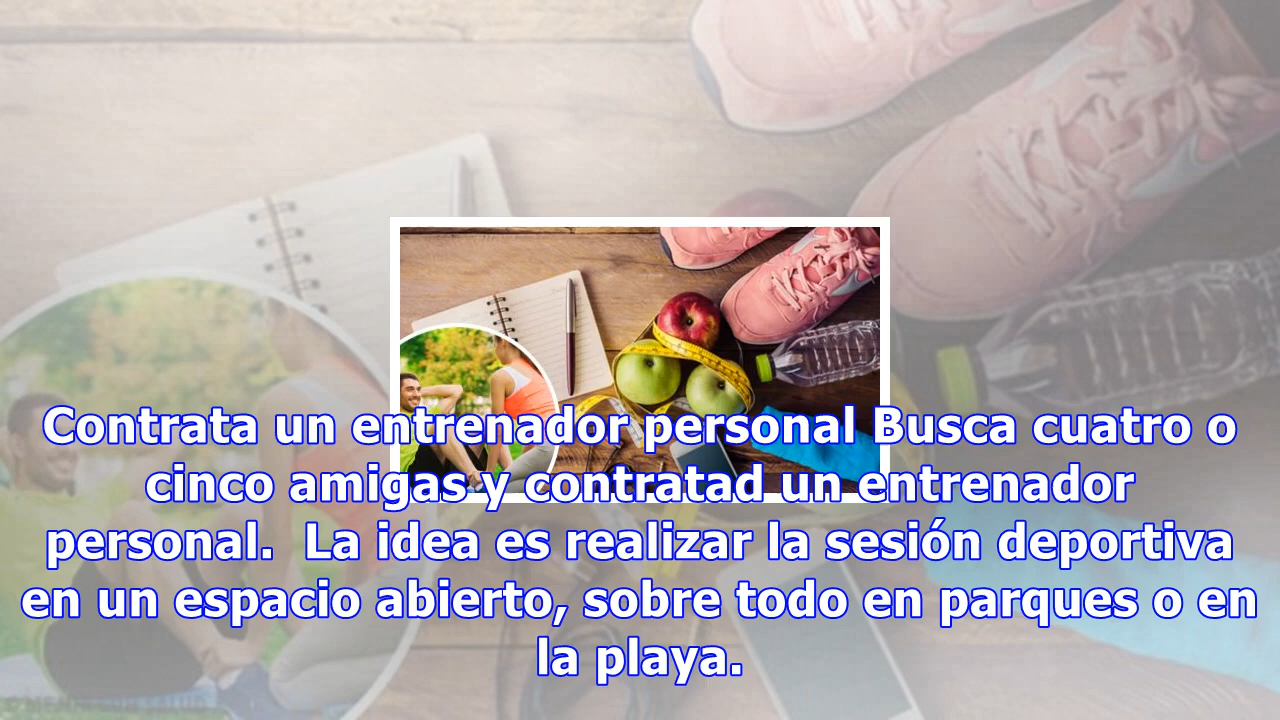 Contrata un entrenador personal Busca cuatro o
cinco amigas y contratad un entrenador
personal.  La idea es realizar la sesión deportiva
en un espacio abierto, sobre todo en parques o en
la playa.